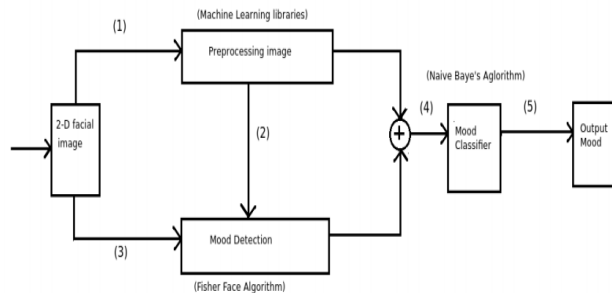 (Machine Learning libraries)
(1)
Preprocessing image
(Naive Baye's Aglorithm)
2-D facial
image
(2)
+
(4)
Mood
Classifier
(5)
Output
Mood
(3)
Mood Detection
(Fisher Face Algorithm)